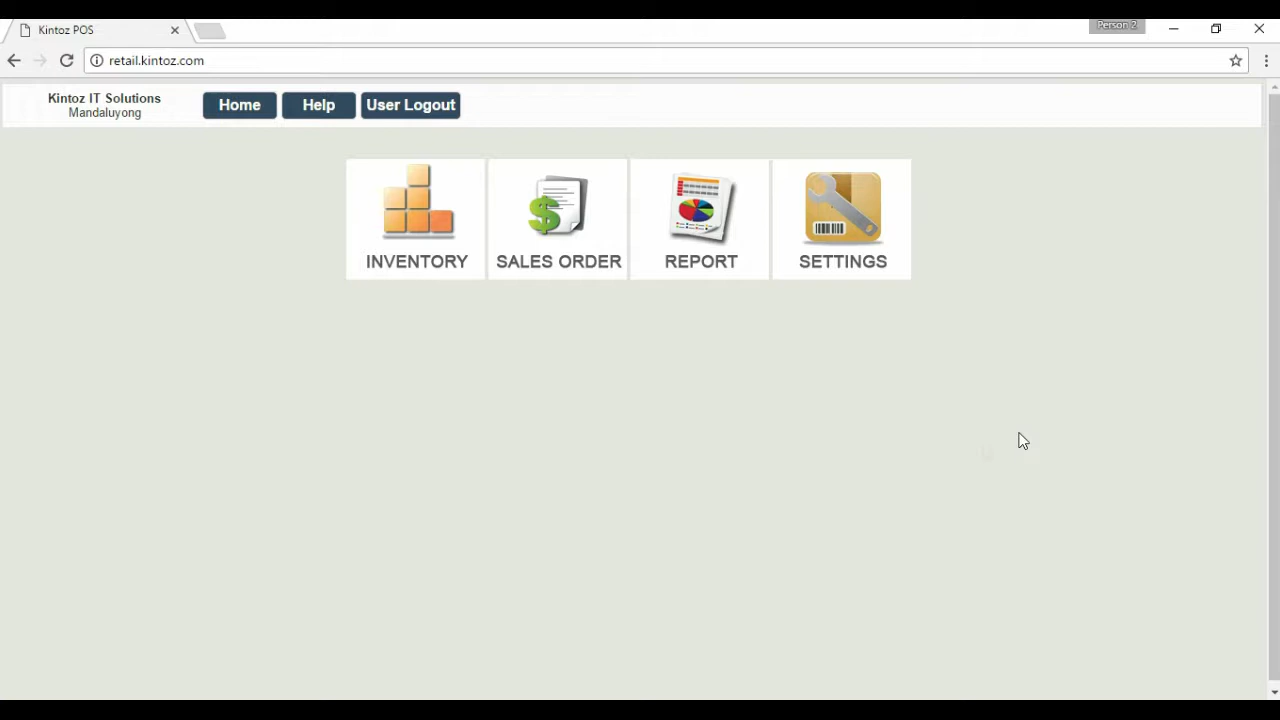 Kintoz POS
Person 2
retail.kintoz.com
Kintoz IT Solutions
Mandaluyong
Home
Help
User Logout
INVENTORY
SALES ORDER
REPORT
SETTINGS